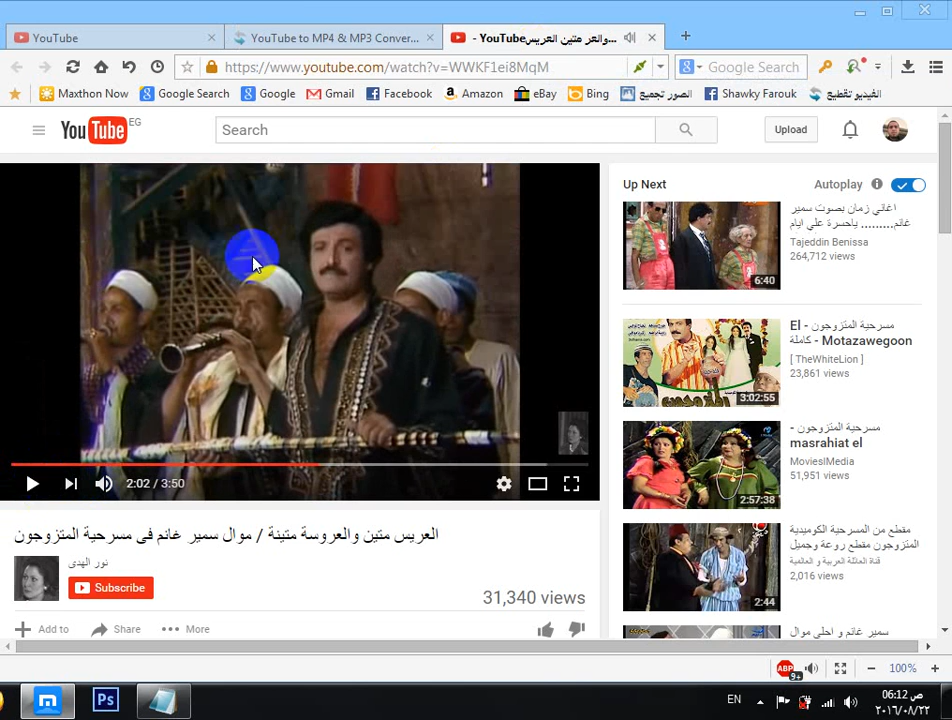 YouTube
YouTube to MP4 & MP3 Conver...
...والعر متين العريس - YouTube
https://www.youtube.com/watch?v=WWKF1ei8MqM
Google Search
Maxthon Now
Google Search
Google
Gmail
Facebook
Amazon
eBay
Bing
الصور تجميع
Shawky Farouk
الفيديو تقطيع
YouTube EG
Search
Upload
Up Next
Autoplay
اغاني زمان بصوت سمير
غانم.........ياحسرة علي ايام
Tajeddin Benissa
264,712 views
6:40
مسرحية المتزوجون - El
Motazawegoon - كاملة
[ TheWhiteLion ]
23,861 views
3:02:55
مسرحية المتزوجون -
masrahiat el
MoviesIMedia
51,951 views
2:57:38
مقطع من المسرحية الكوميدية
المتزوجون مقطع روعة وجميل
قناة العائلة العربية و العالمية
2,016 views
2:44
سمير غانم و احلى موال
2:02 / 3:50
العريس متين والعروسة متينة / موال سمير غانم فى مسرحية المتزوجون
نور الهدى
Subscribe
31,340 views
Add to
Share
More
ABP
9+
100%
Ps
EN
06:12 ص
٢٠١٦/٠٨/٢٢